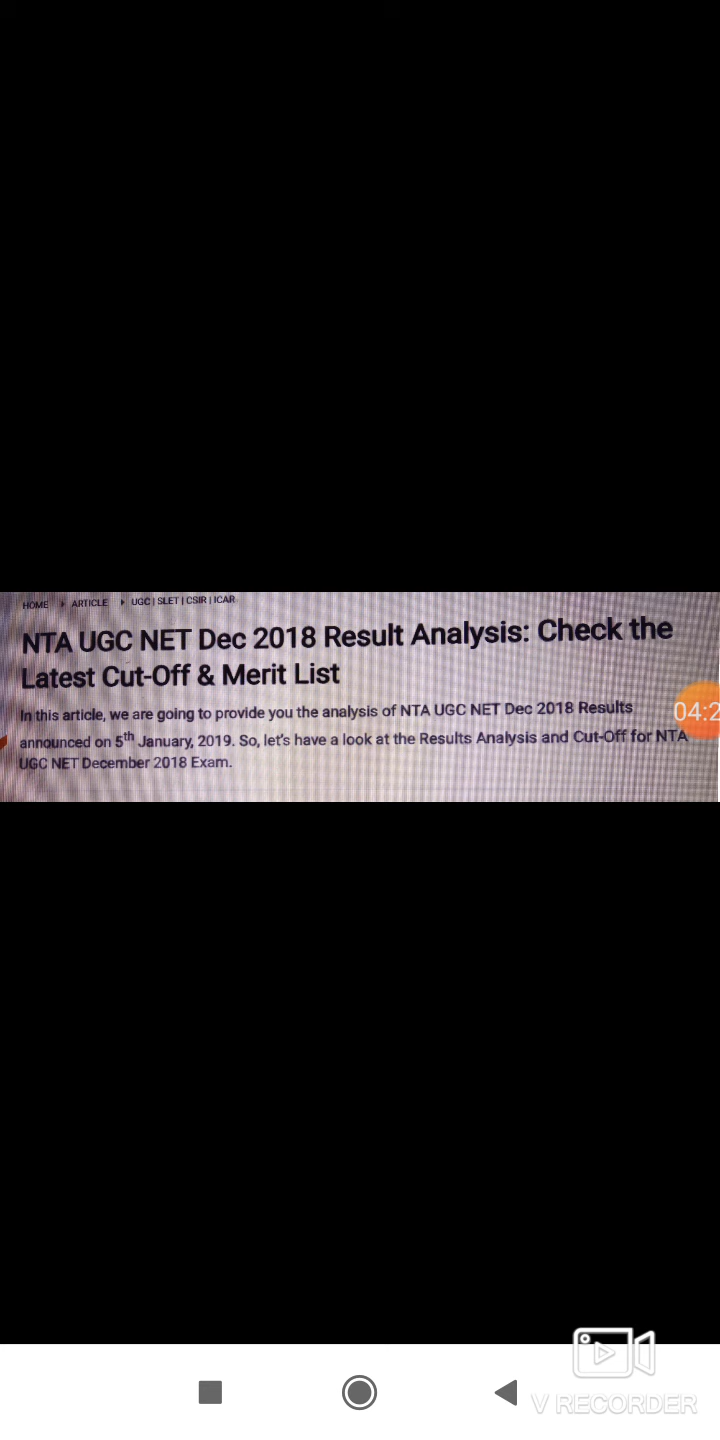 HOME ▸ ARTICLE ▸ UGC | SLET | CSIR | ICAR
NTA UGC NET Dec 2018 Result Analysis: Check the
Latest Cut-Off & Merit List
In this article, we are going to provide you the analysis of NTA UGC NET Dec 2018 Results
04:2
announced on 5th January, 2019. So, let's have a look at the Results Analysis and Cut-Off for NTA
UGC NET December 2018 Exam.
V RECORDER